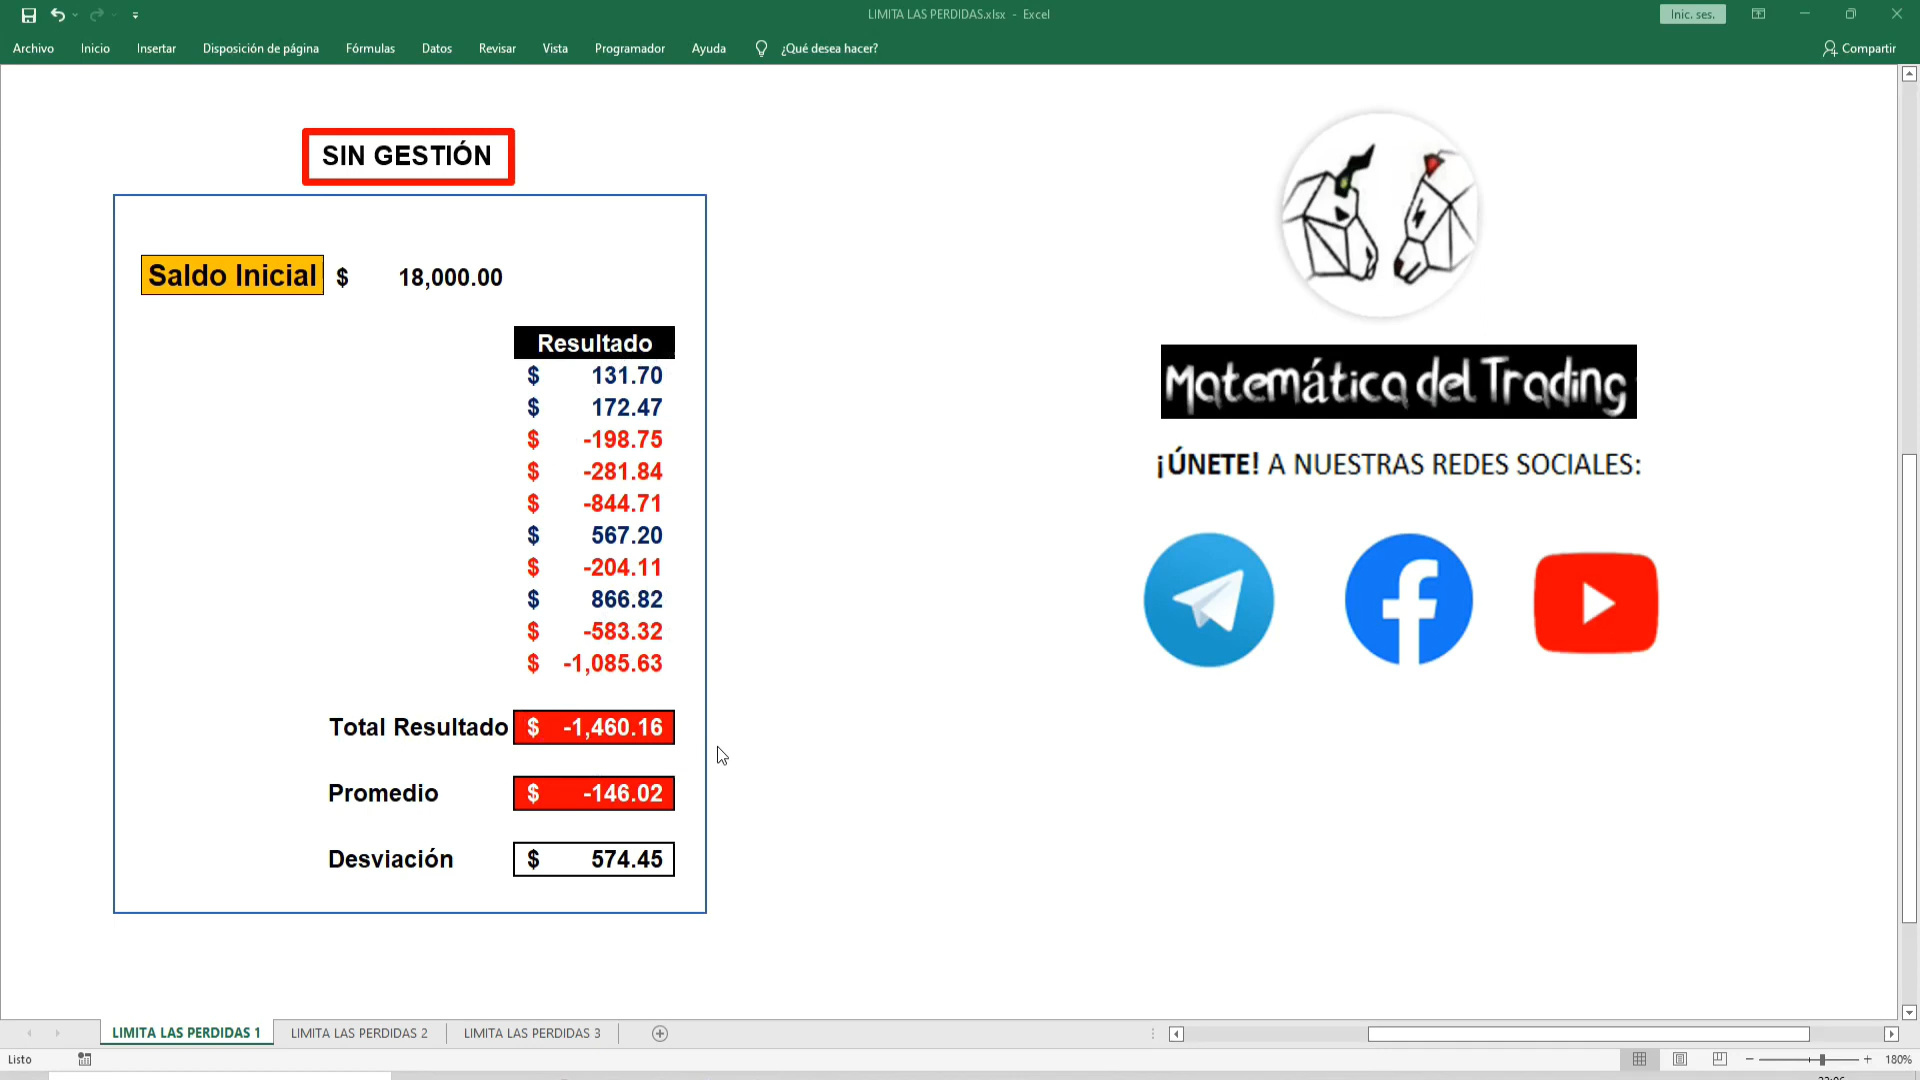 LIMITA LAS PERDIDAS.xlsx - Excel
Inic. ses.
Archivo Inicio Insertar Disposición de página Fórmulas Datos Revisar Vista Programador Ayuda ¿Qué desea hacer? Compartir
SIN GESTIÓN
Saldo Inicial $ 18,000.00
Resultado
$ 131.70
$ 172.47
$ -198.75
$ -281.84
$ -844.71
$ 567.20
$ -204.11
$ 866.82
$ -583.32
$ -1,085.63
Total Resultado $ -1,460.16
Promedio $ -146.02
Desviación $ 574.45
Matemática del Trading
¡ÚNETE! A NUESTRAS REDES SOCIALES:
LIMITA LAS PERDIDAS 1 LIMITA LAS PERDIDAS 2 LIMITA LAS PERDIDAS 3
Listo
180%